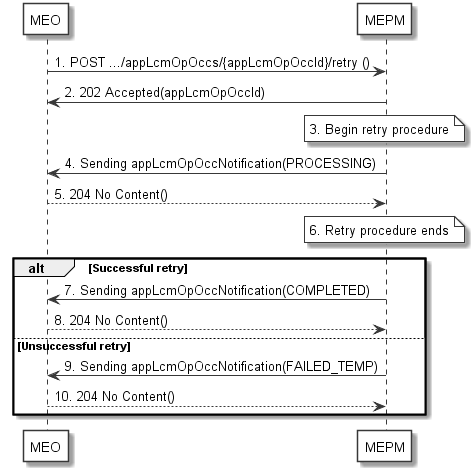 MEO MEPM
1. POST .../appLcmOpOccs/{appLcmOpOccId}/retry ()
2. 202 Accepted(appLcmOpOccId)
3. Begin retry procedure
4. Sending appLcmOpOccNotification(PROCESSING)
5. 204 No Content()
6. Retry procedure ends
alt [Successful retry]
7. Sending appLcmOpOccNotification(COMPLETED)
8. 204 No Content()
[Unsuccessful retry]
9. Sending appLcmOpOccNotification(FAILED_TEMP)
10. 204 No Content()
MEO MEPM